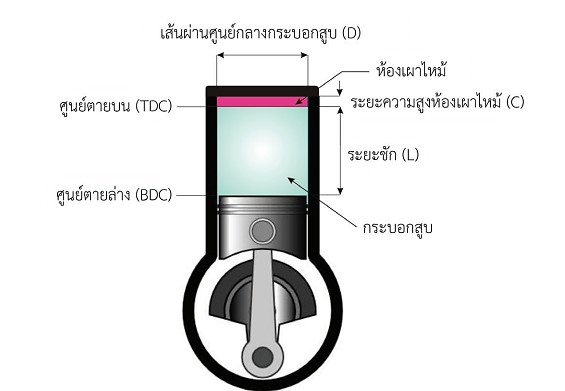 เส้นผ่านศูนย์กลางกระบอกสูบ (D)
ห้องเผาไหม้
ศูนย์ตายบน (TDC)
ระยะความสูงห้องเผาไหม้ (C)
ระยะชัก (L)
ศูนย์ตายล่าง (BDC)
กระบอกสูบ